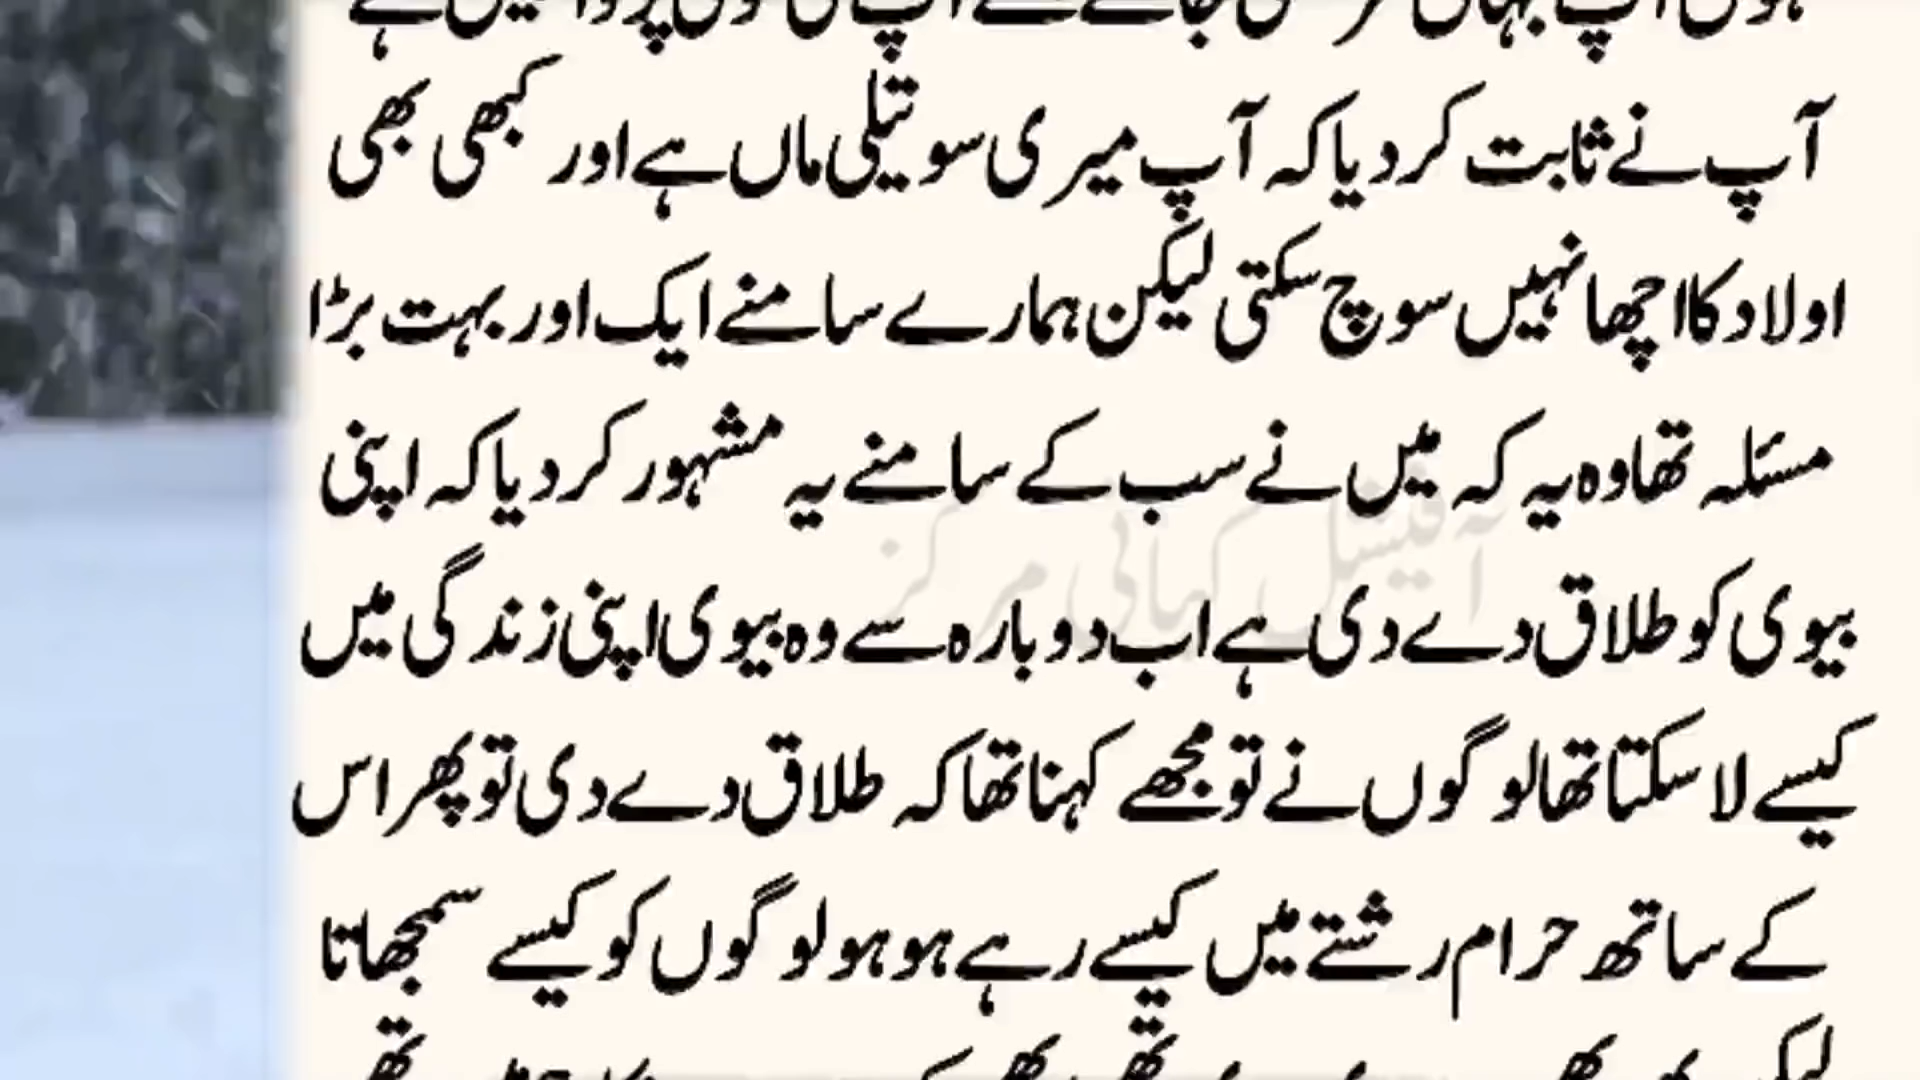 آپ نے ثابت کر دیا کہ آپ میری سوتیلی ماں ہے اور کبھی بھی
اولاد کا اچھا نہیں سوچ سکتی لیکن ہمارے سامنے ایک اور بہت بڑا
مسئلہ تھا وہ یہ کہ میں نے سب کے سامنے یہ مشہور کر دیا کہ اپنی
آفیشل کہانی مرکز
بیوی کو طلاق دے دی ہے اب دوبارہ سے وہ بیوی اپنی زندگی میں
کیسے لا سکتا تھا لوگوں نے تو مجھے کہنا تھا کہ طلاق دے دی تو پھر اس
کے ساتھ حرام رشتے میں کیسے رہے ہو ہو لوگوں کو کیسے سمجھاتا